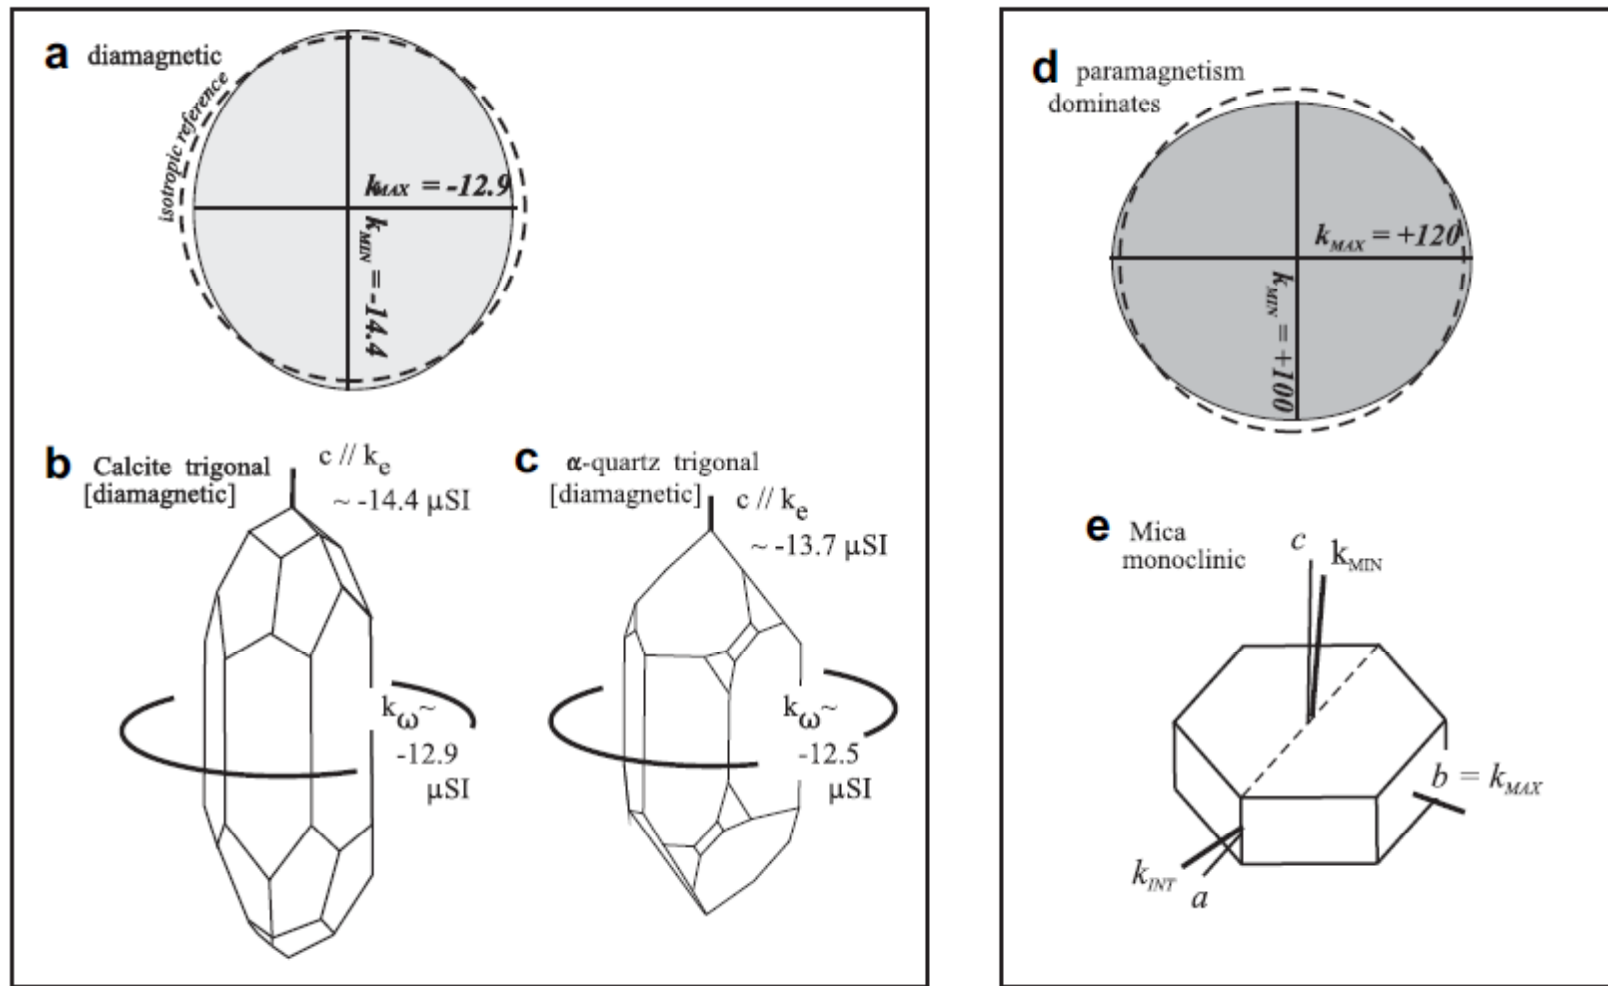 a diamagnetic
isotropic reference
kMAX = -12.9
kMIN = -14.4
b Calcite trigonal
[diamagnetic]
c // ke
~ -14.4 μSI
kω~
-12.9
μSI
c α-quartz trigonal
[diamagnetic]
c // ke
~ -13.7 μSI
kω~
-12.5
μSI
d paramagnetism
dominates
kMAX = +120
kMIN = +100
e Mica
monoclinic
c
kMIN
b = kMAX
kINT
a